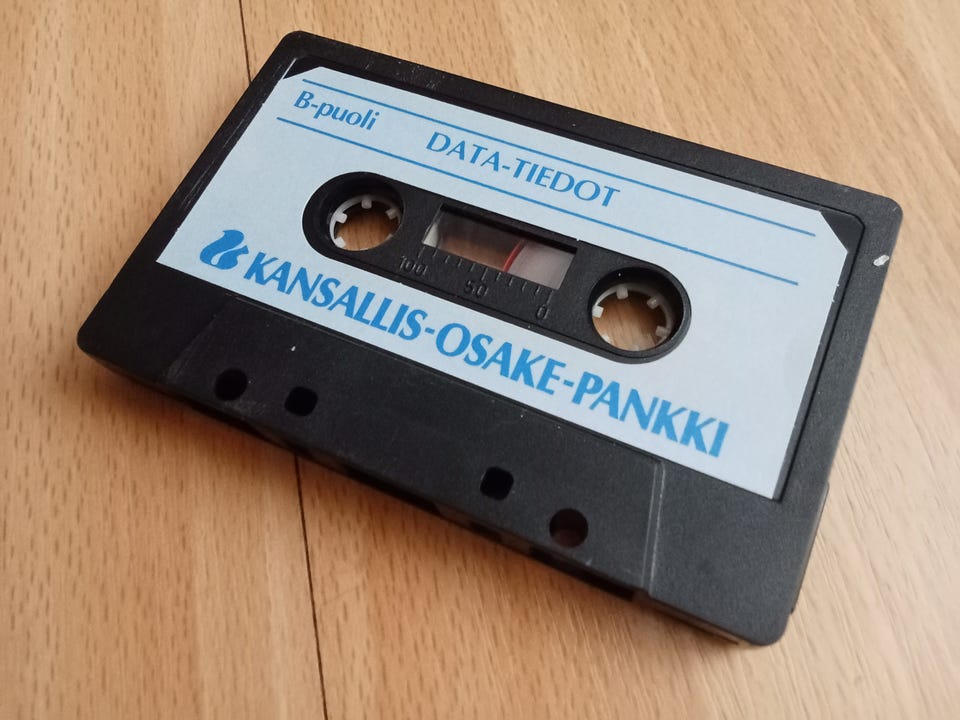 B-puoli
DATA-TIEDOT
100 50 0
KANSALLIS-OSAKE-PANKKI